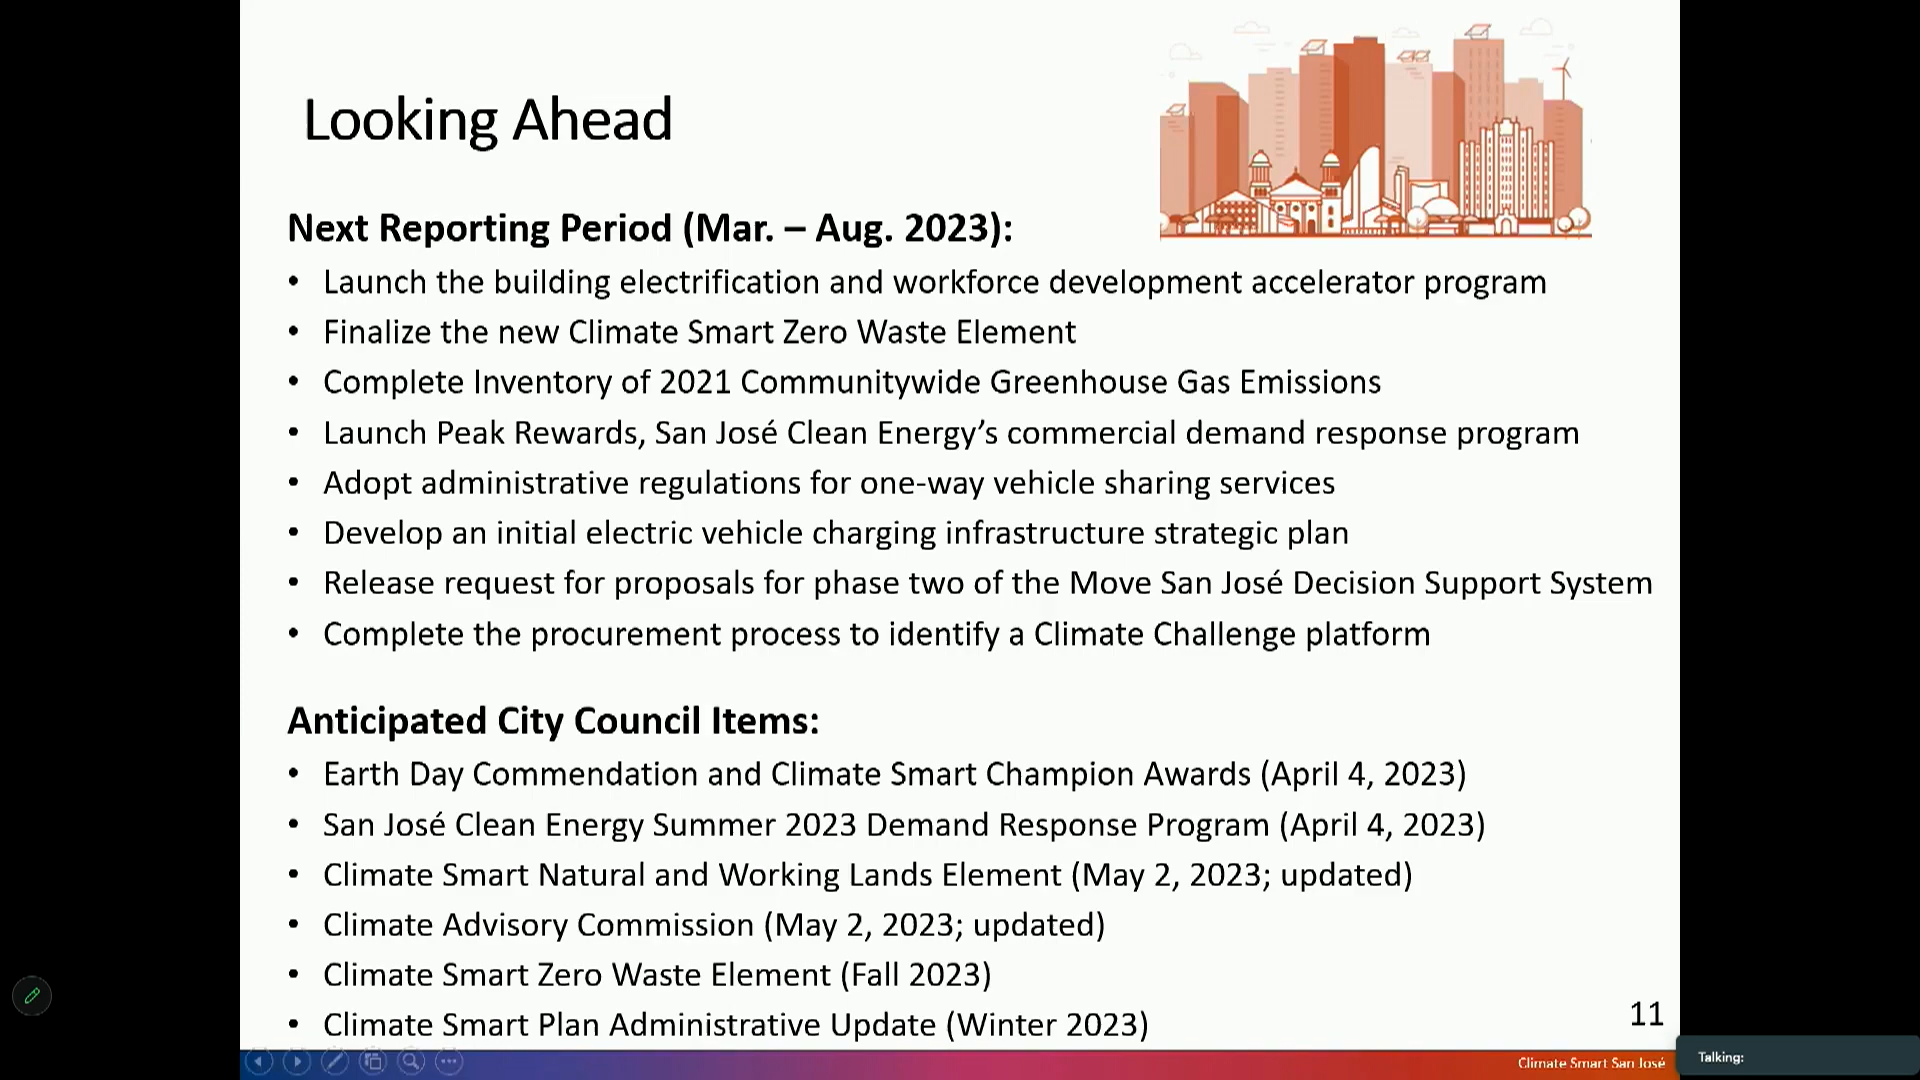 Looking Ahead
Next Reporting Period (Mar. – Aug. 2023):
• Launch the building electrification and workforce development accelerator program
• Finalize the new Climate Smart Zero Waste Element
• Complete Inventory of 2021 Communitywide Greenhouse Gas Emissions
• Launch Peak Rewards, San José Clean Energy’s commercial demand response program
• Adopt administrative regulations for one-way vehicle sharing services
• Develop an initial electric vehicle charging infrastructure strategic plan
• Release request for proposals for phase two of the Move San José Decision Support System
• Complete the procurement process to identify a Climate Challenge platform
Anticipated City Council Items:
• Earth Day Commendation and Climate Smart Champion Awards (April 4, 2023)
• San José Clean Energy Summer 2023 Demand Response Program (April 4, 2023)
• Climate Smart Natural and Working Lands Element (May 2, 2023; updated)
• Climate Advisory Commission (May 2, 2023; updated)
• Climate Smart Zero Waste Element (Fall 2023)
• Climate Smart Plan Administrative Update (Winter 2023)
11
Climate Smart San José
Talking: